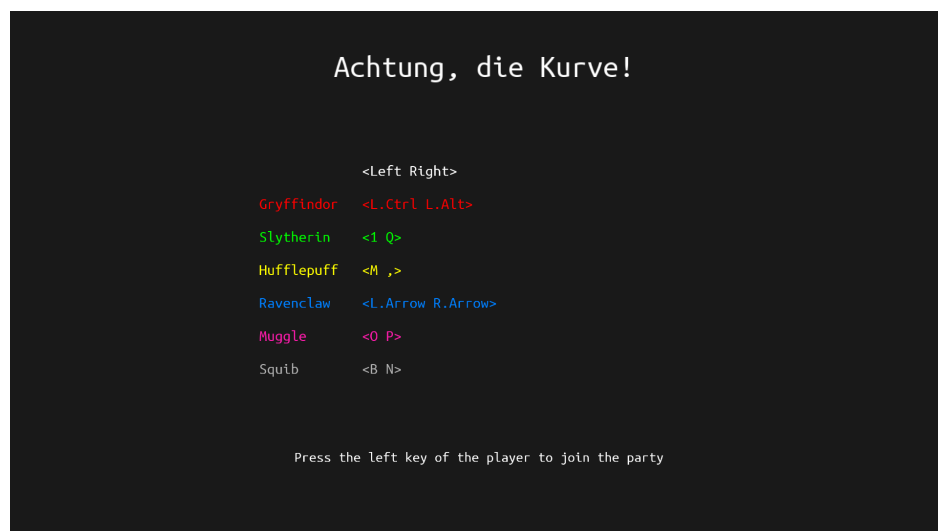 Achtung, die Kurve!
<Left Right>
Gryffindor <L.Ctrl L.Alt>
Slytherin <1 Q>
Hufflepuff <M ,>
Ravenclaw <L.Arrow R.Arrow>
Muggle <O P>
Squib <B N>
Press the left key of the player to join the party